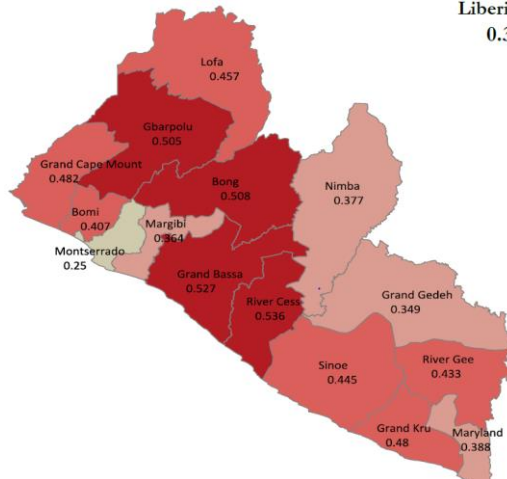 Liberi
0.3
Lofa
0.457
Gbarpolu
0.505
Grand Cape Mount
0.482
Bong
0.508
Nimba
0.377
Bomi
0.407
Margibi
0.364
Montserrado
0.25
Grand Bassa
0.527
River Cess
0.536
Grand Gedeh
0.349
Sinoe
0.445
River Gee
0.433
Grand Kru
0.48
Maryland
0.388